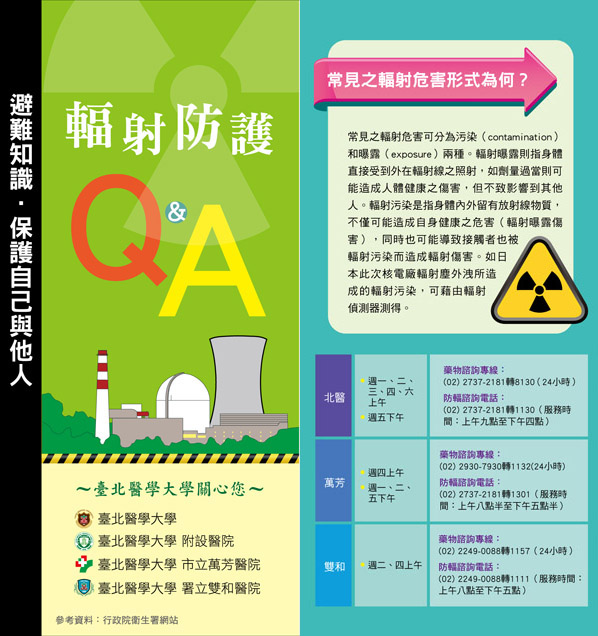 避難知識・保護自己與他人
輻射防護
Q&A
～臺北醫學大學關心您～
臺北醫學大學
臺北醫學大學 附設醫院
臺北醫學大學 市立萬芳醫院
臺北醫學大學 署立雙和醫院
參考資料：行政院衛生署網站
常見之輻射危害形式為何？
常見之輻射危害可分為污染（contamination）
和曝露（exposure）兩種。輻射曝露則指身體
直接受到外在輻射線之照射，如劑量過當則可
能造成人體健康之傷害，但不致影響到其他
人。輻射污染是指身體內外留有放射線物質，
不僅可能造成自身健康之危害（輻射曝露傷
害），同時也可能導致接觸者也被
輻射污染而造成輻射傷害。如日
本此次核電廠輻射塵外洩所造
成的輻射污染，可藉由輻射
偵測器測得。
北醫
週一、二、
三、四、六
上午
週五下午
藥物諮詢專線：
(02) 2737-2181轉8130（24小時）
防輻諮詢電話：
(02) 2737-2181轉1130（服務時
間：上午九點至下午四點）
萬芳
週四上午
週一、二、
五下午
藥物諮詢專線：
(02) 2930-7930轉1132(24小時)
防輻諮詢電話：
(02) 2737-2181轉1301（服務時
間：上午八點半至下午五點半）
雙和
週二、四上午
藥物諮詢專線：
(02) 2249-0088轉1157（24小時）
防輻諮詢電話：
(02) 2249-0088轉1111（服務時間：
上午八點至下午五點）